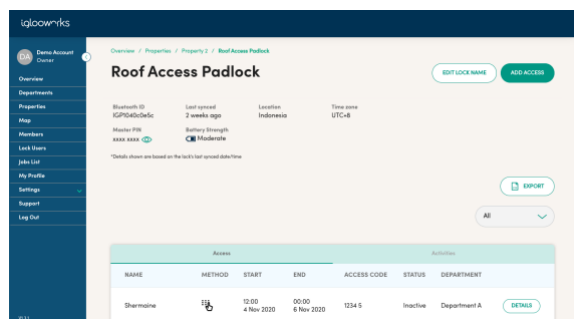 iglooworks
DA
Demo Account
Owner
Overview
Departments
Properties
Map
Members
Lock Users
Jobs List
My Profile
Settings
Support
Log Out
Overview / Properties / Property 2 / Roof Access Padlock
Roof Access Padlock
EDIT LOCK NAME
ADD ACCESS
Bluetooth ID Last synced Location Time zone
IGP1040c0e5c 2 weeks ago Indonesia UTC+8
Master PIN Battery Strength
xxxx xxxx Moderate
*Details shown are based on the lock's last synced date/time
EXPORT
All
Access Activities
NAME METHOD START END ACCESS CODE STATUS DEPARTMENT
Shermaine 12:00 00:00 1234 5 Inactive Department A DETAILS
4 Nov 2020 6 Nov 2020